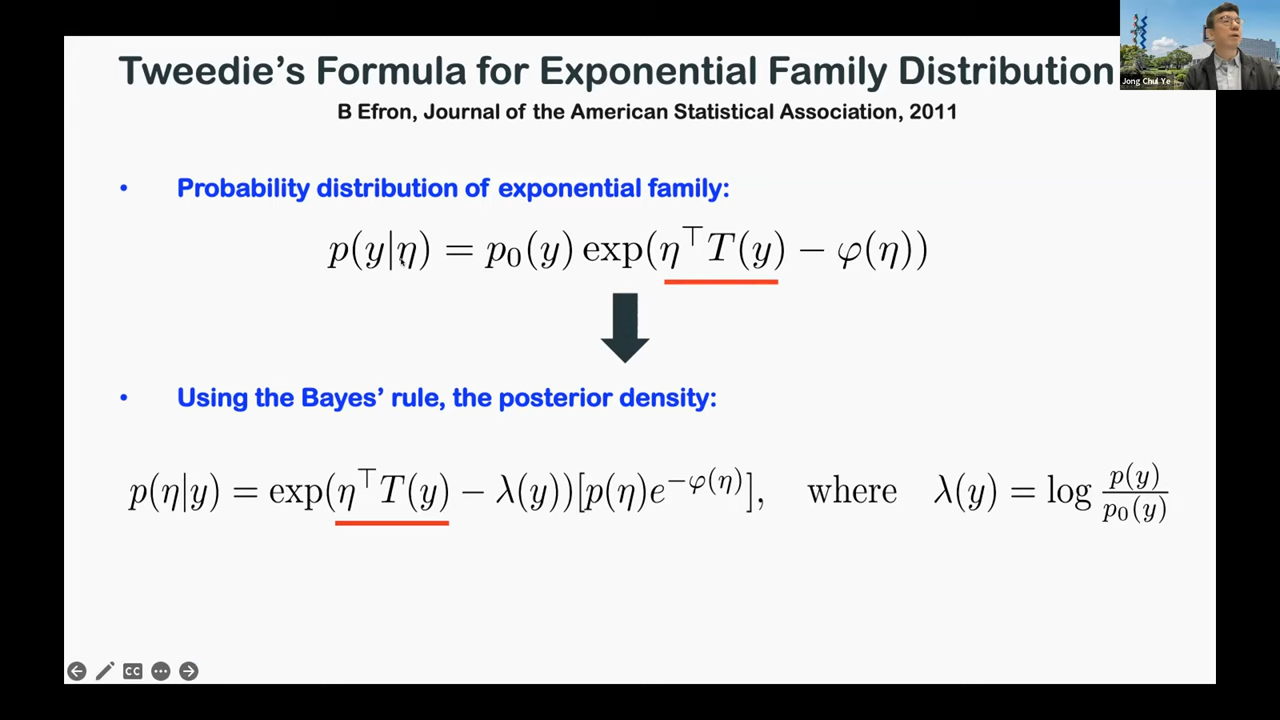 Tweedie's Formula for Exponential Family Distribution
B Efron, Journal of the American Statistical Association, 2011
Jong Chul Ye
• Probability distribution of exponential family:
p(y|η) = p₀(y) exp(η⊤T(y) − φ(η))
• Using the Bayes' rule, the posterior density:
p(η|y) = exp(η⊤T(y) − λ(y))[p(η)e^{−φ(η)}], where λ(y) = log p(y)/p₀(y)
CC